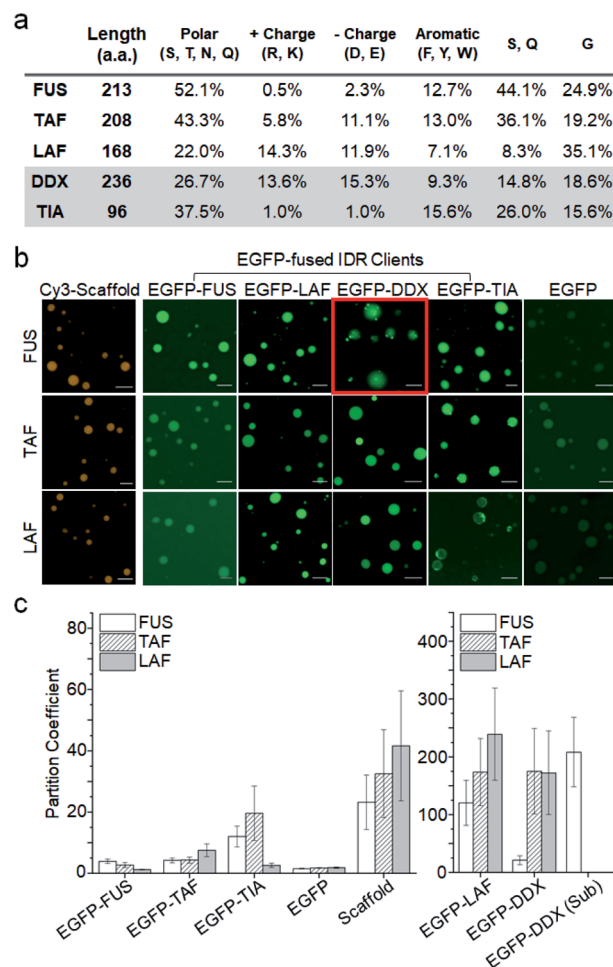 a
Length (a.a.) Polar (S, T, N, Q) + Charge (R, K) - Charge (D, E) Aromatic (F, Y, W) S, Q G
FUS 213 52.1% 0.5% 2.3% 12.7% 44.1% 24.9%
TAF 208 43.3% 5.8% 11.1% 13.0% 36.1% 19.2%
LAF 168 22.0% 14.3% 11.9% 7.1% 8.3% 35.1%
DDX 236 26.7% 13.6% 15.3% 9.3% 14.8% 18.6%
TIA 96 37.5% 1.0% 1.0% 15.6% 26.0% 15.6%
b
EGFP-fused IDR Clients
Cy3-Scaffold EGFP-FUS EGFP-LAF EGFP-DDX EGFP-TIA EGFP
FUS
TAF
LAF
c
Partition Coefficient
80
60
40
20
0
FUS
TAF
LAF
EGFP-FUS
EGFP-TAF
EGFP-TIA
EGFP
Scaffold
450
300
250
200
150
100
50
0
FUS
TAF
LAF
EGFP-LAF
EGFP-DDX
EGFP-DDX (Sub)